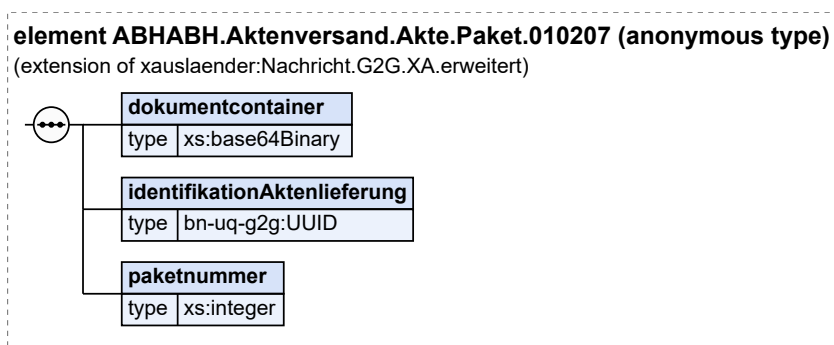 element ABHABH.Aktenversand.Akte.Paket.010207 (anonymous type)
(extension of xauslaender:Nachricht.G2G.XA.erweitert)
dokumentcontainer
type xs:base64Binary
identifikationAktenlieferung
type bn-uq-g2g:UUID
paketnummer
type xs:integer